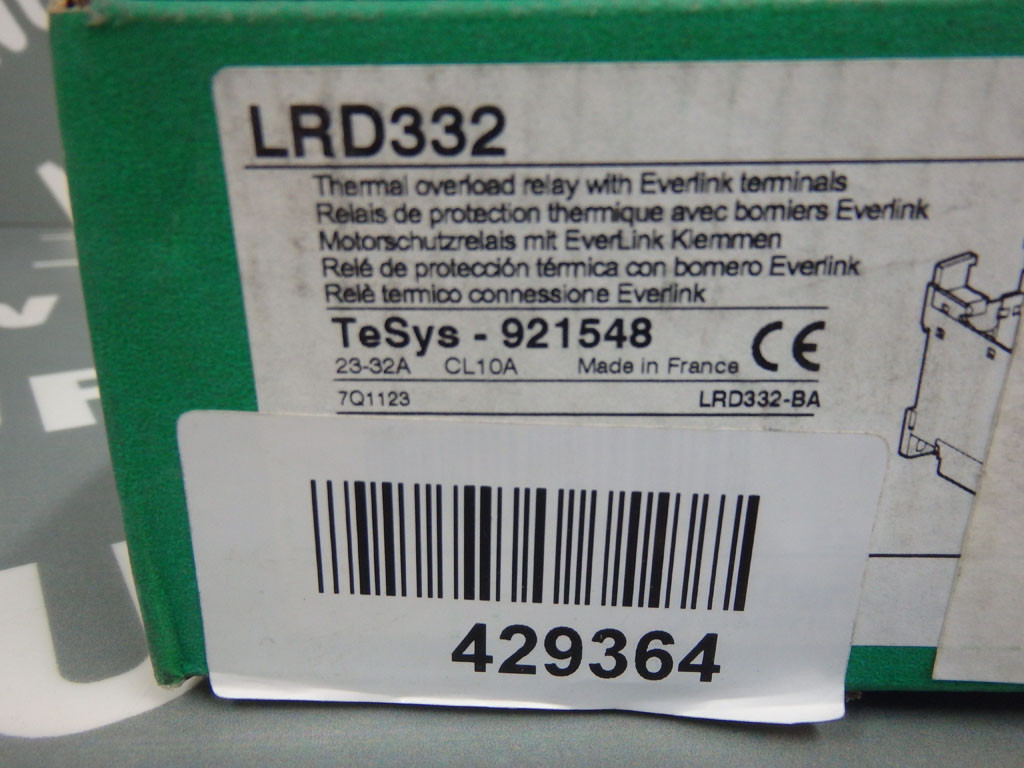 LRD332
Thermal overload relay with Everlink terminals
Relais de protection thermique avec borniers Everlink
Motorschutzrelais mit EverLink Klemmen
Relé de protección térmica con bornero Everlink
Relè termico connessione Everlink
TeSys - 921548 CE
23-32A CL10A Made in France
7Q1123 LRD332-BA
429364